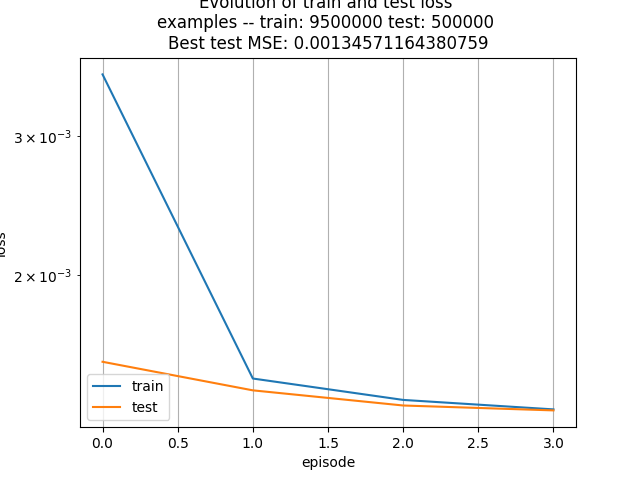 Evolution of train and test loss
examples -- train: 9500000 test: 500000
Best test MSE: 0.00134571164380759
3 × 10⁻³
2 × 10⁻³
loss
train
test
0.0 0.5 1.0 1.5 2.0 2.5 3.0
episode